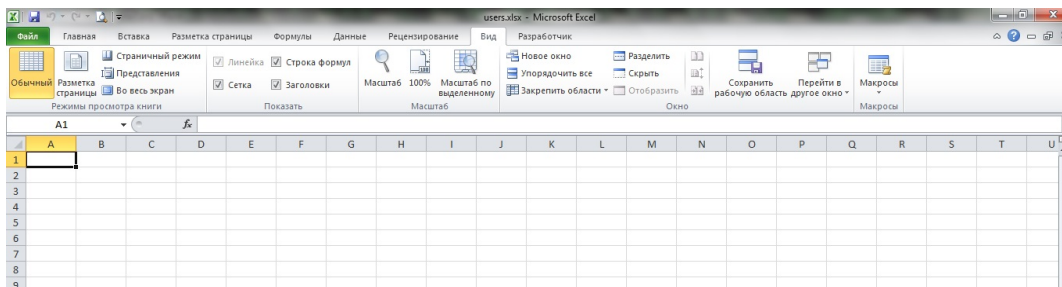 users.xlsx - Microsoft Excel
Файл Главная Вставка Разметка страницы Формулы Данные Рецензирование Вид Разработчик
Обычный Разметка страницы Страничный режим Представления Во весь экран
Режимы просмотра книги
Линейка Строка формул
Сетка Заголовки
Показать
Масштаб 100% Масштаб по выделенному
Масштаб
Новое окно Разделить
Упорядочить все Скрыть
Закрепить области Отобразить
Сохранить рабочую область Перейти в другое окно
Окно
Макросы
Макросы
A1 fx
A B C D E F G H I J K L M N O P Q R S T U
1
2
3
4
5
6
7
8
9